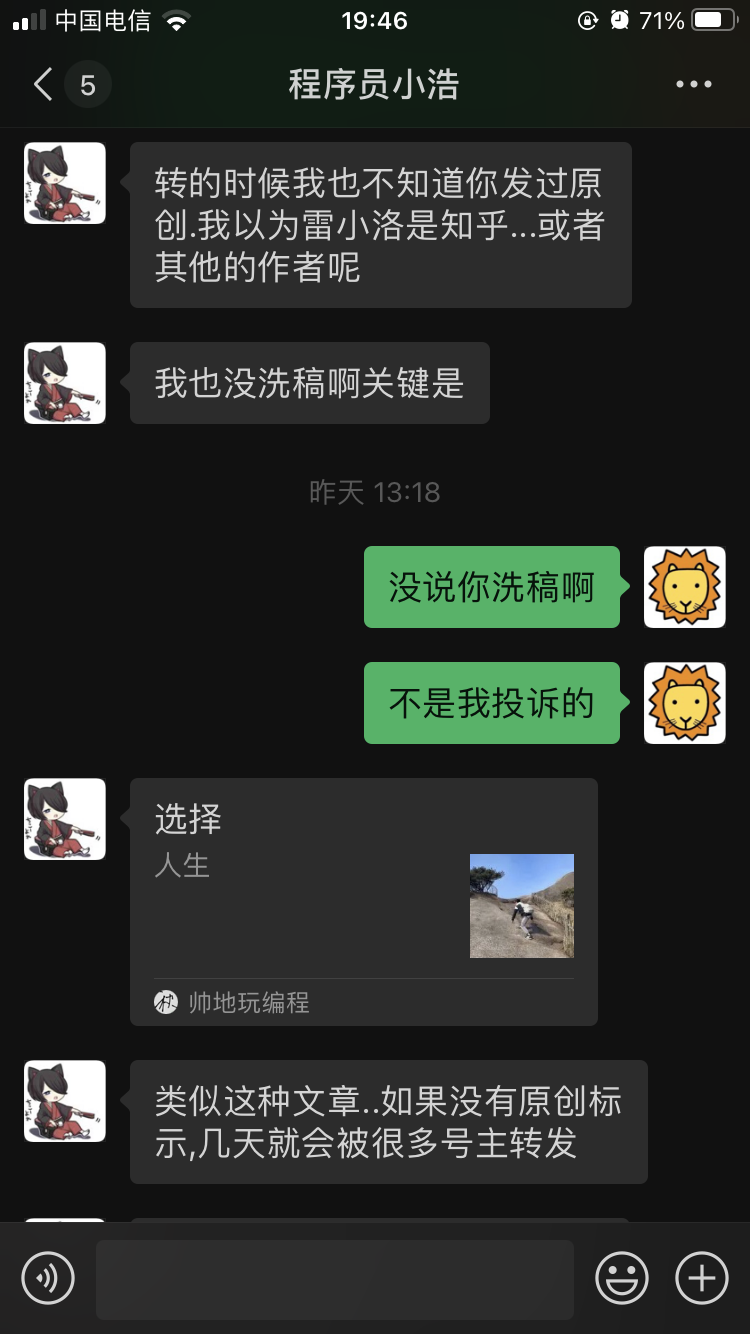 中国电信
19:46
71%
5
程序员小浩
转的时候我也不知道你发过原
创.我以为雷小洛是知乎...或者
其他的作者呢
我也没洗稿啊关键是
昨天 13:18
没说你洗稿啊
不是我投诉的
选择
人生
帅地玩编程
类似这种文章..如果没有原创标
示,几天就会被很多号主转发